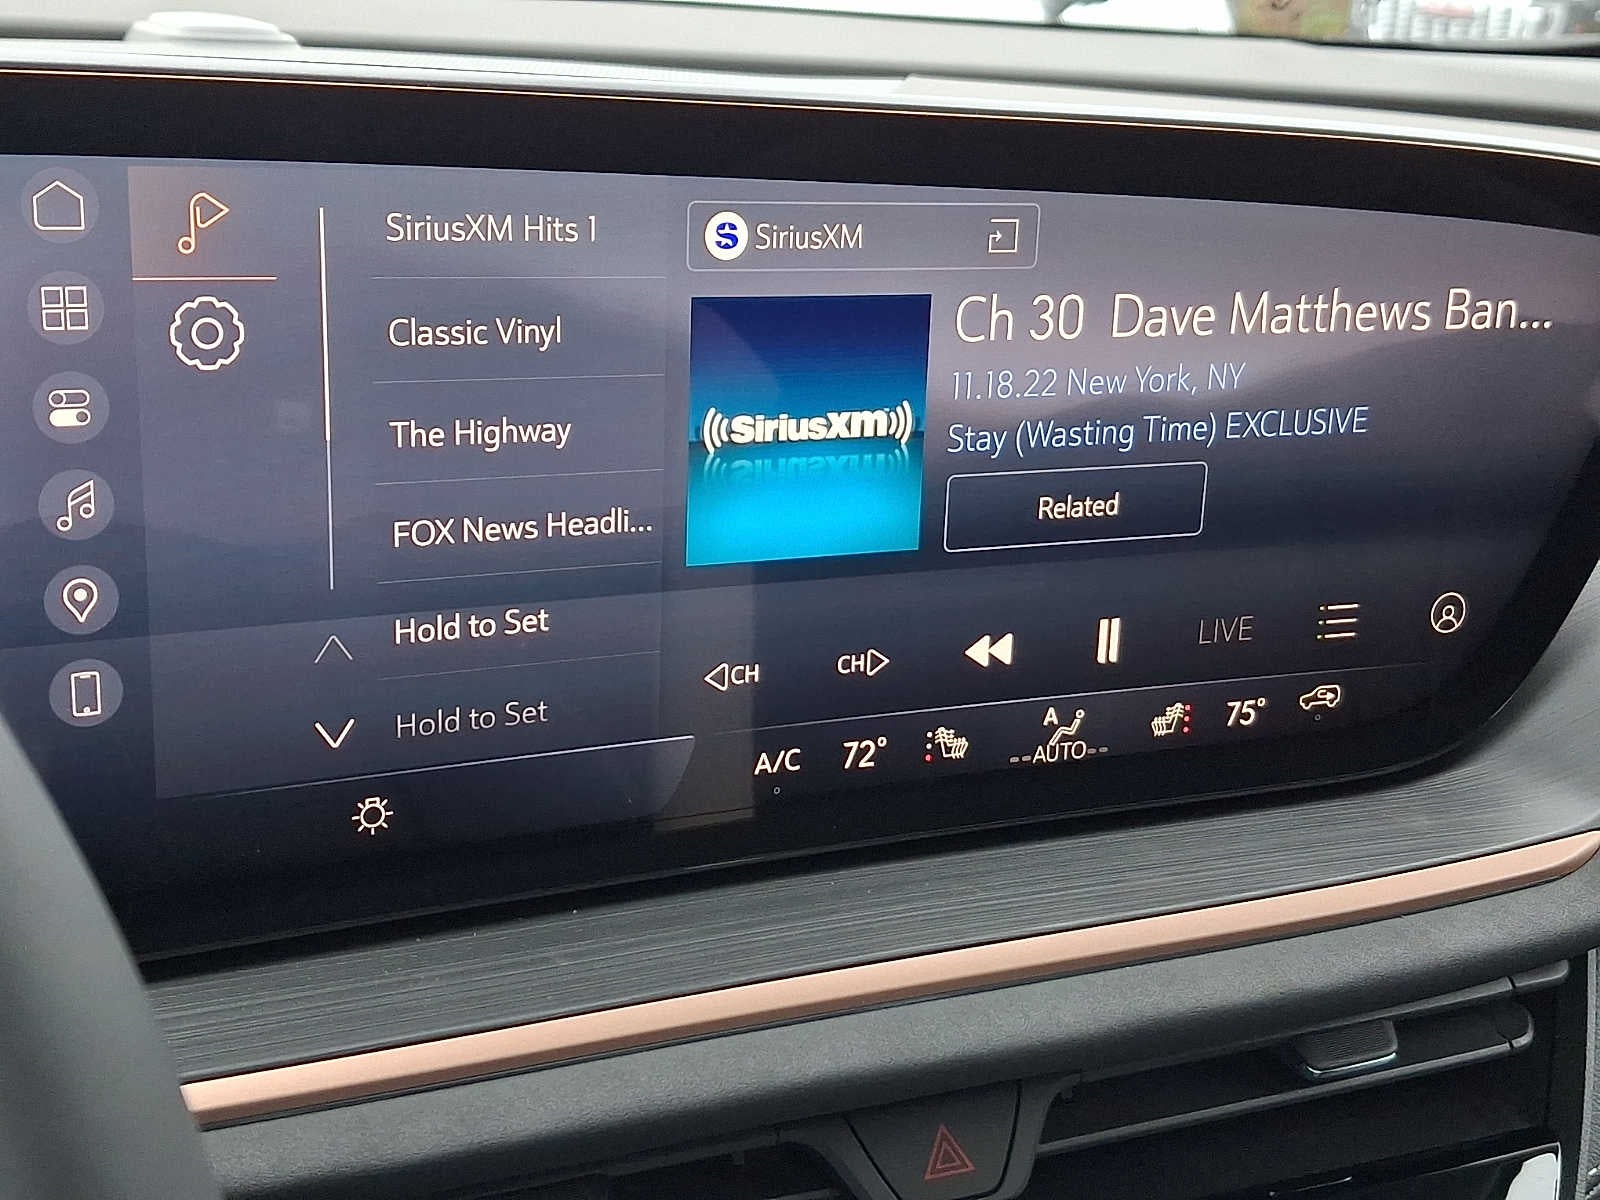 SiriusXM Hits 1
Classic Vinyl
The Highway
FOX News Headli...
Hold to Set
Hold to Set
S SiriusXM
((SiriusXM))
Ch 30 Dave Matthews Ban...
11.18.22 New York, NY
Stay (Wasting Time) EXCLUSIVE
Related
CH
CH
LIVE
A/C
72°
A
AUTO
75°